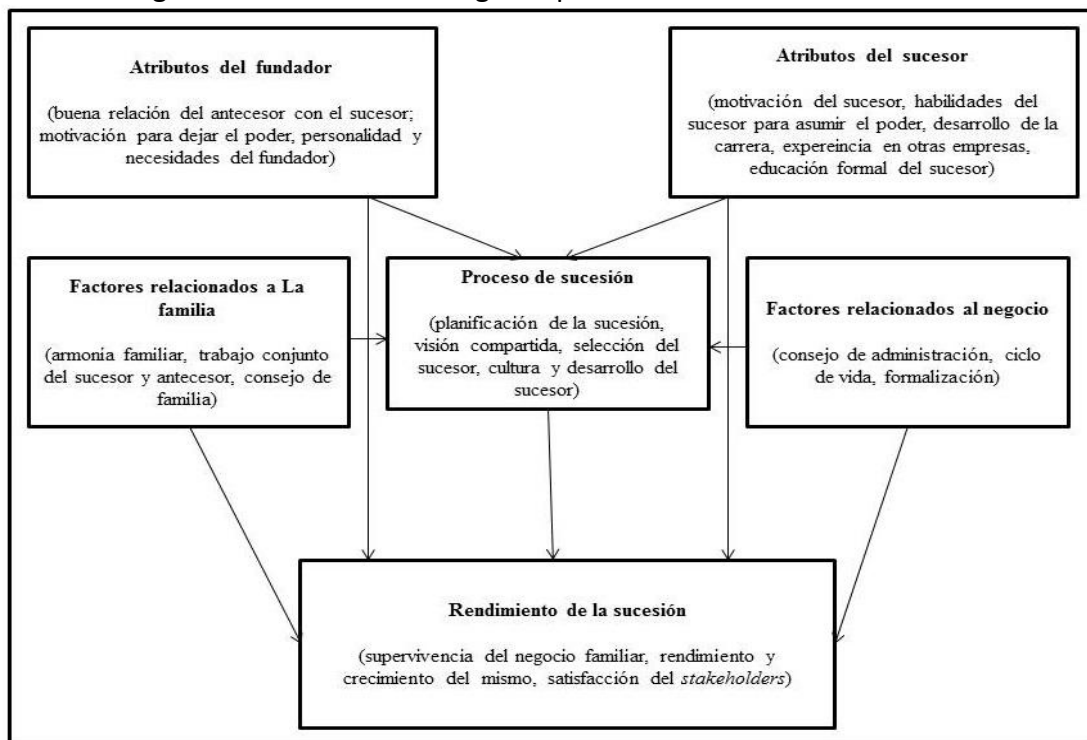 Atributos del fundador
(buena relación del antecesor con el sucesor;
motivación para dejar el poder, personalidad y
necesidades del fundador)
Atributos del sucesor
(motivación del sucesor, habilidades del
sucesor para asumir el poder, desarrollo de la
carrera, expereincia en otras empresas,
educación formal del sucesor)
Factores relacionados a La
familia
(armonía familiar, trabajo conjunto
del sucesor y antecesor, consejo de
familia)
Proceso de sucesión
(planificación de la sucesión,
visión compartida, selección del
sucesor, cultura y desarrollo del
sucesor)
Factores relacionados al negocio
(consejo de administración, ciclo
de vida, formalización)
Rendimiento de la sucesión
(supervivencia del negocio familiar, rendimiento y
crecimiento del mismo, satisfacción del stakeholders)